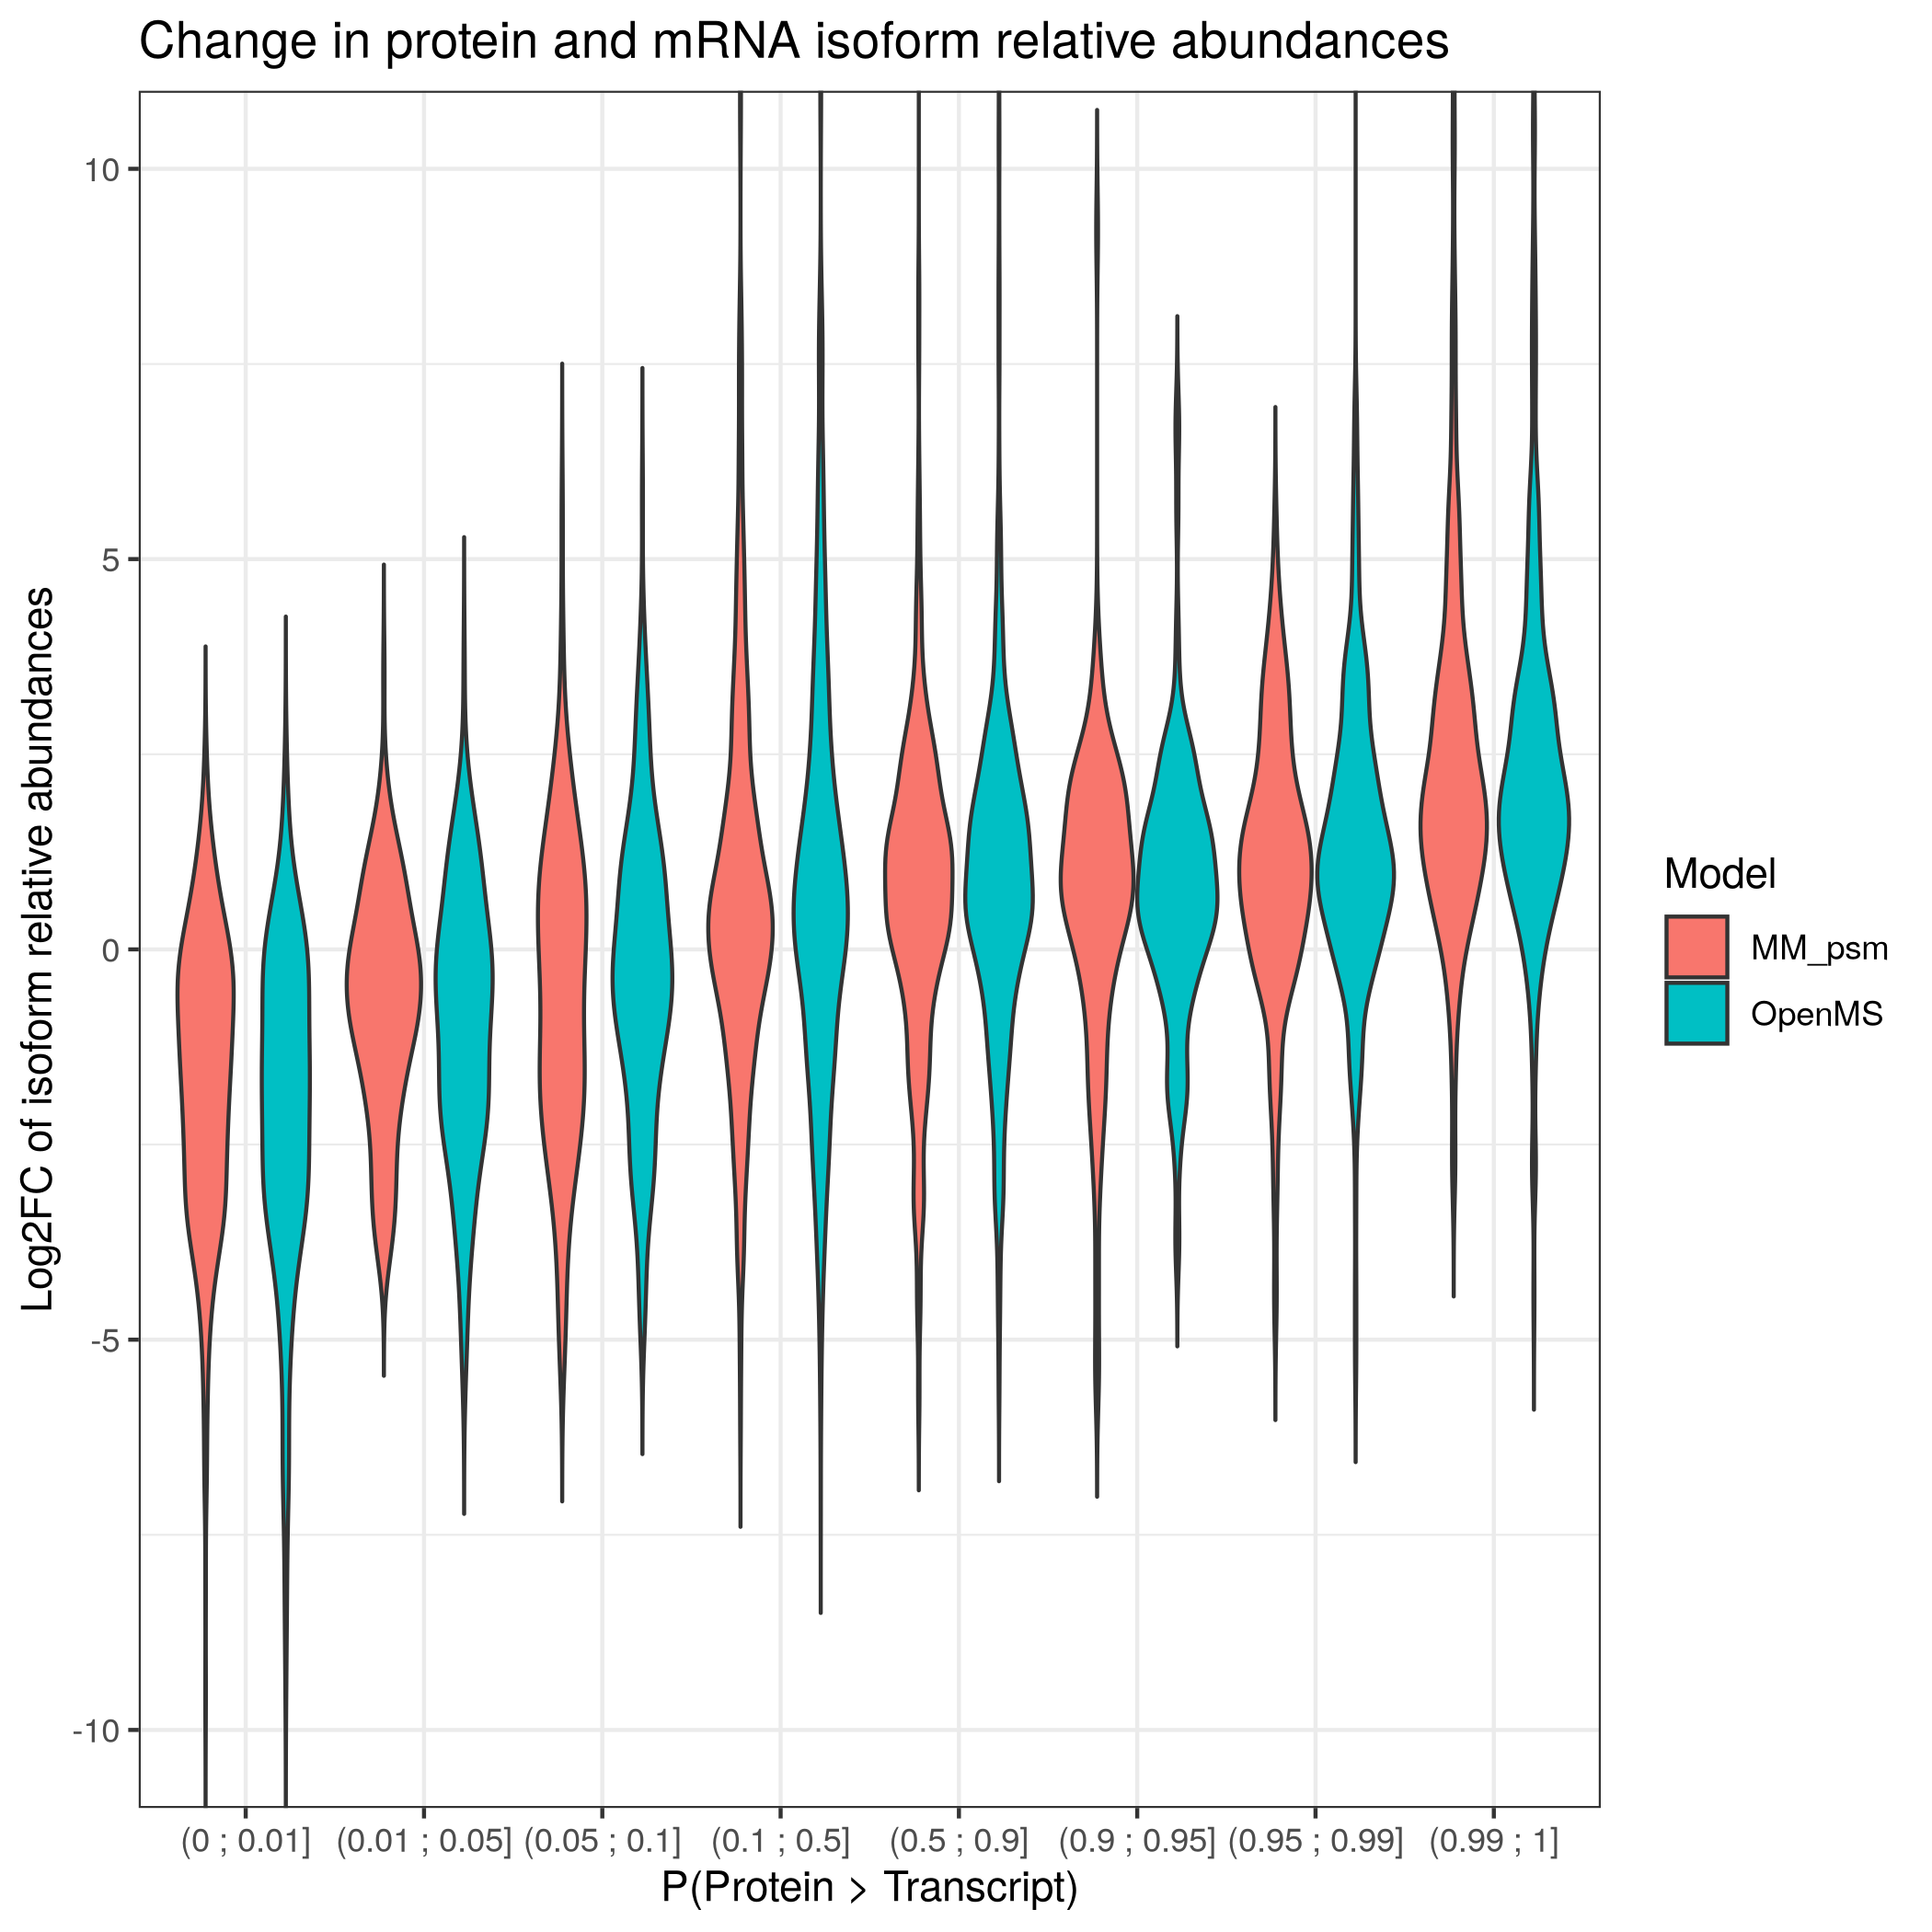 Change in protein and mRNA isoform relative abundances
Log2FC of isoform relative abundances
10
5
0
-5
-10
(0 ; 0.01] (0.01 ; 0.05] (0.05 ; 0.1] (0.1 ; 0.5] (0.5 ; 0.9] (0.9 ; 0.95] (0.95 ; 0.99] (0.99 ; 1]
P(Protein > Transcript)
Model
MM_psm
OpenMS